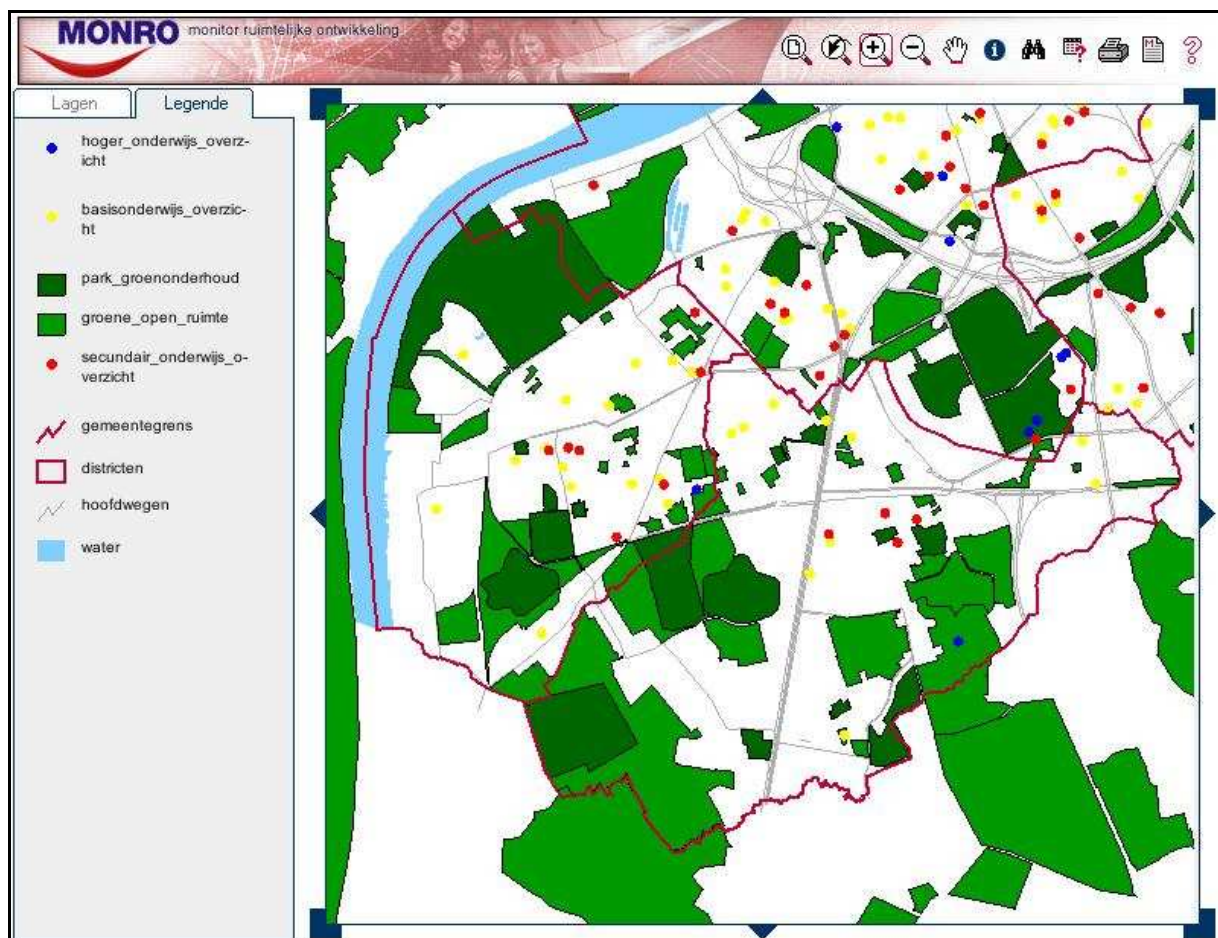 MONRO monitor ruimtelijke ontwikkeling
Lagen
Legende
hoger_onderwijs_overz-
icht
basisonderwijs_overzic-
ht
park_groenonderhoud
groene_open_ruimte
secundair_onderwijs_o-
verzicht
gemeentegrens
districten
hoofdwegen
water